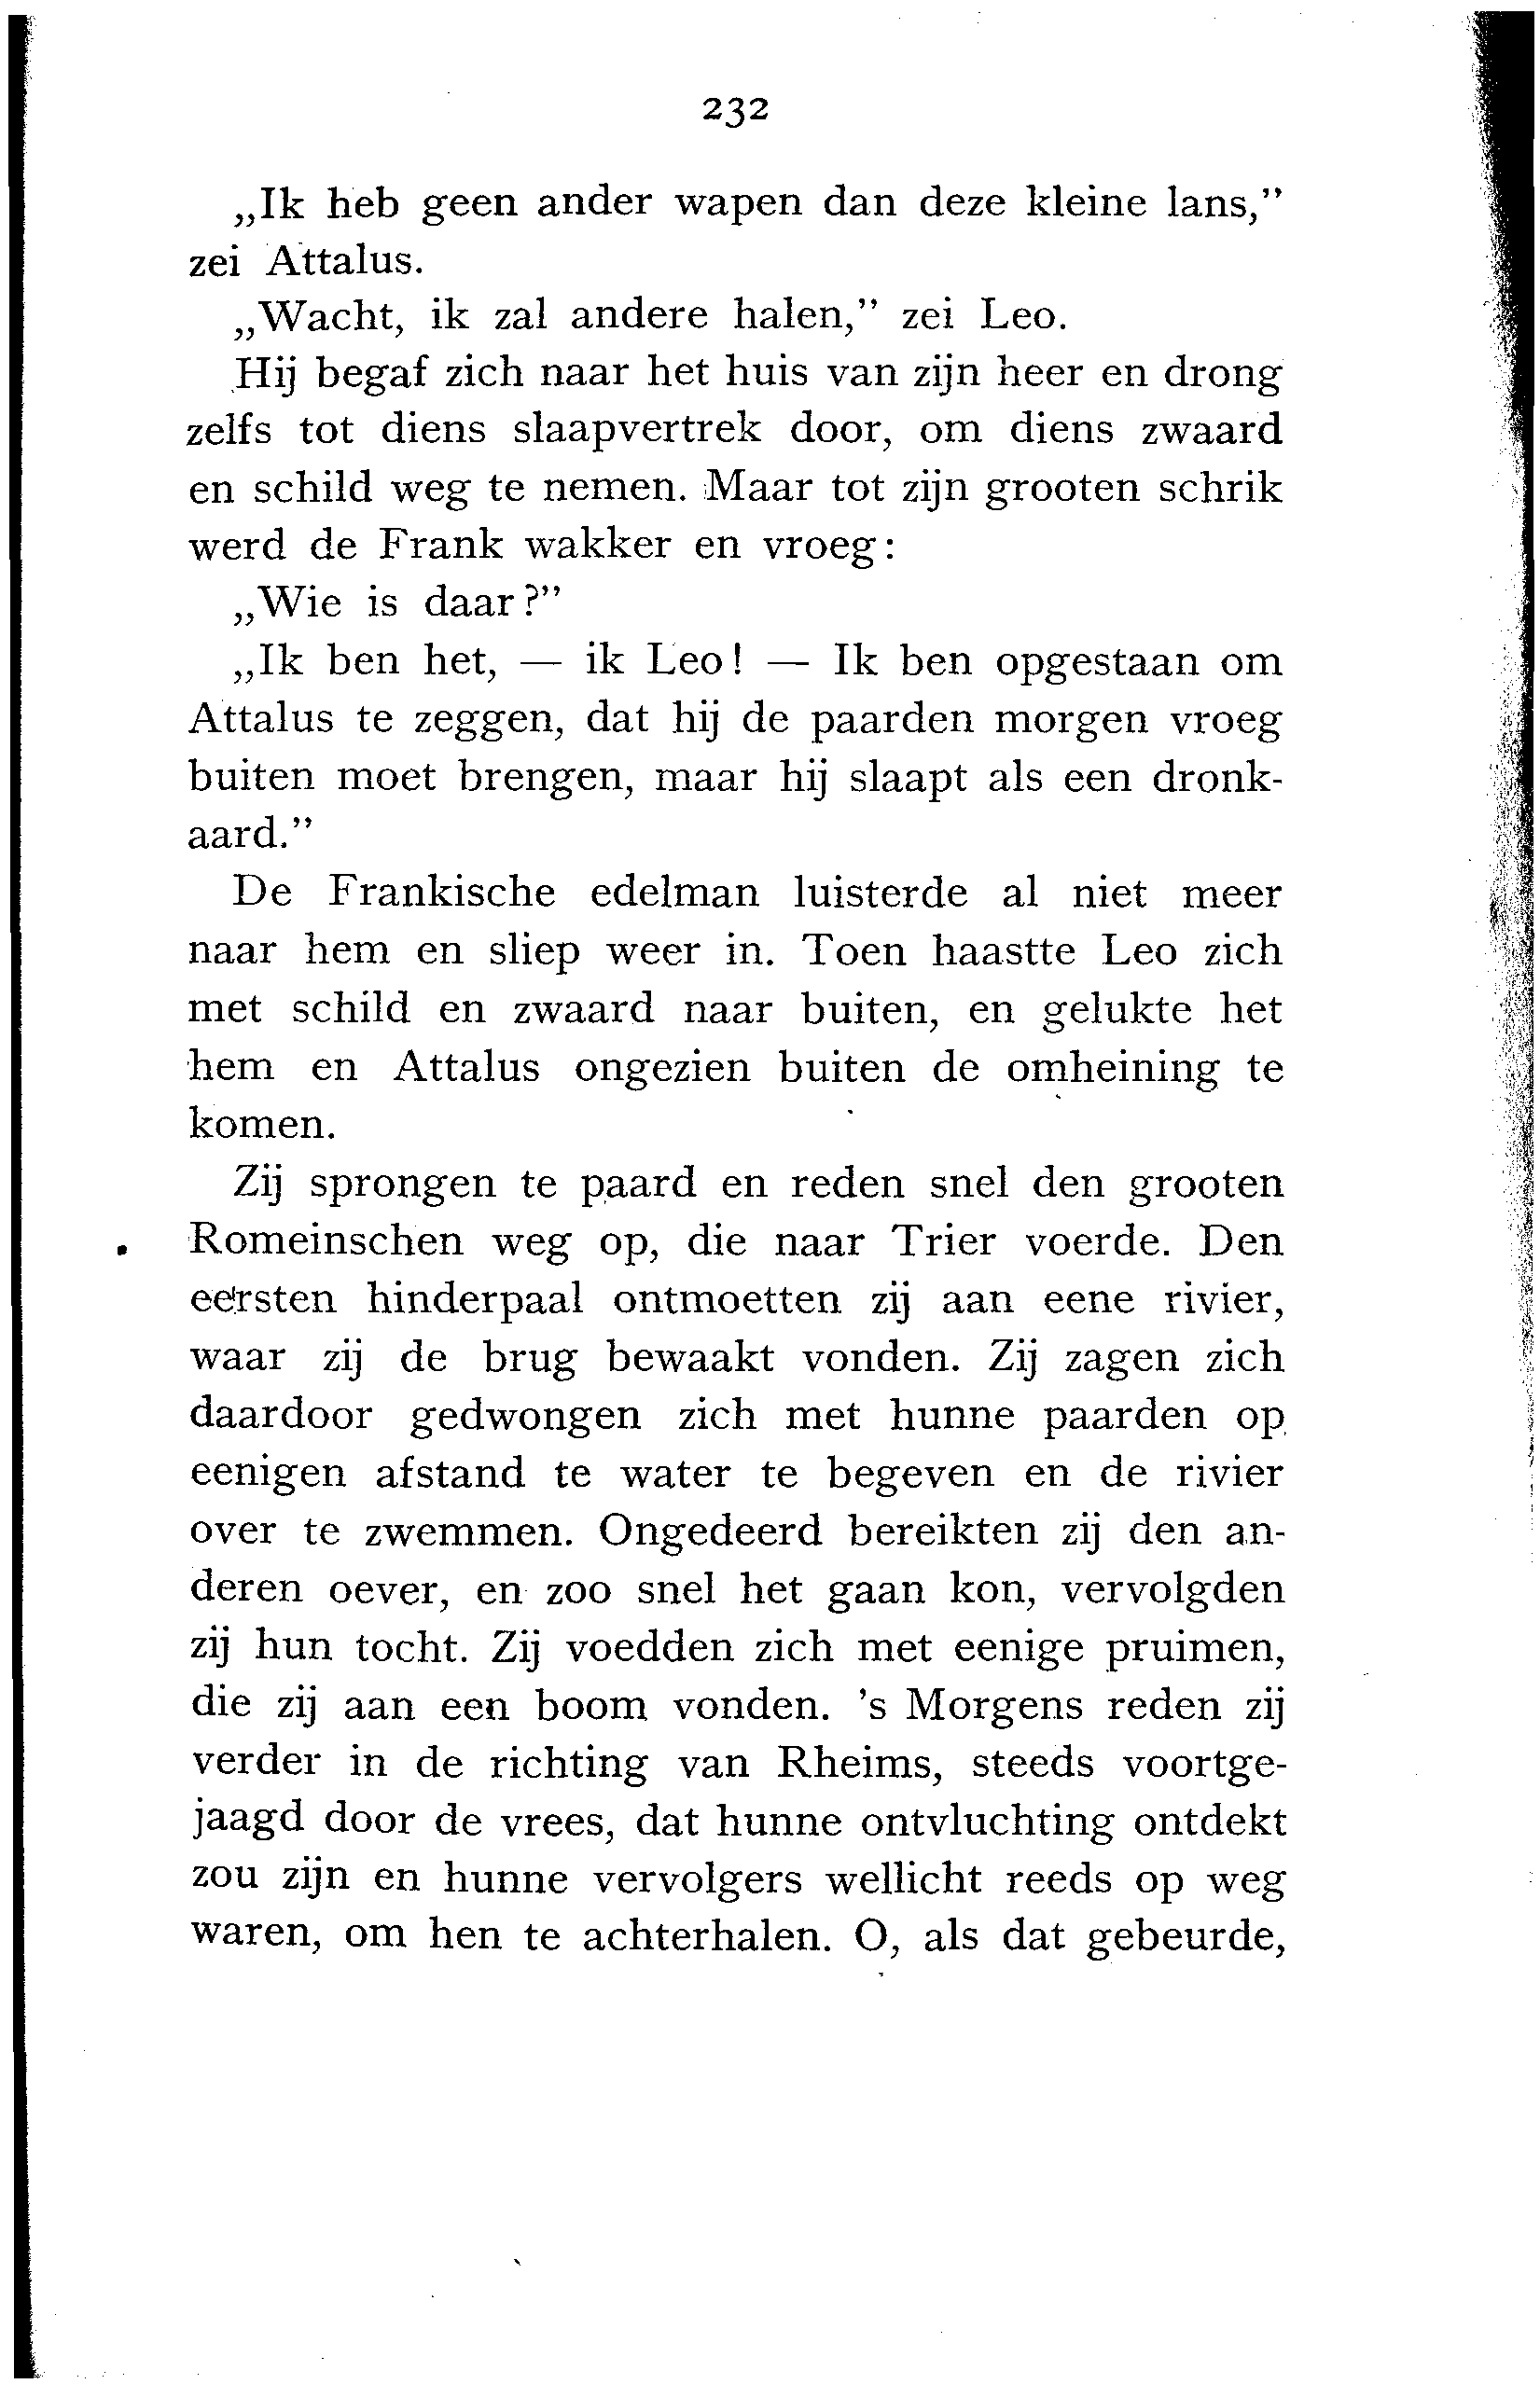 232
„Ik heb geen ander wapen dan deze kleine lans,”
zei Attalus.
„Wacht, ik zal andere halen,” zei Leo.
Hij begaf zich naar het huis van zijn heer en drong
zelfs tot diens slaapvertrek door, om diens zwaard
en schild weg te nemen. Maar tot zijn grooten schrik
werd de Frank wakker en vroeg:
„Wie is daar?”
„Ik ben het, — ik Leo! — Ik ben opgestaan om
Attalus te zeggen, dat hij de paarden morgen vroeg
buiten moet brengen, maar hij slaapt als een dronk-
aard.”
De Frankische edelman luisterde al niet meer
naar hem en sliep weer in. Toen haastte Leo zich
met schild en zwaard naar buiten, en gelukte het
hem en Attalus ongezien buiten de omheining te
komen.
Zij sprongen te paard en reden snel den grooten
Romeinschen weg op, die naar Trier voerde. Den
eersten hinderpaal ontmoetten zij aan eene rivier,
waar zij de brug bewaakt vonden. Zij zagen zich
daardoor gedwongen zich met hunne paarden op
eenigen afstand te water te begeven en de rivier
over te zwemmen. Ongedeerd bereikten zij den an-
deren oever, en zoo snel het gaan kon, vervolgden
zij hun tocht. Zij voedden zich met eenige pruimen,
die zij aan een boom vonden. 's Morgens reden zij
verder in de richting van Rheims, steeds voortge-
jaagd door de vrees, dat hunne ontvluchting ontdekt
zou zijn en hunne vervolgers wellicht reeds op weg
waren, om hen te achterhalen. O, als dat gebeurde,